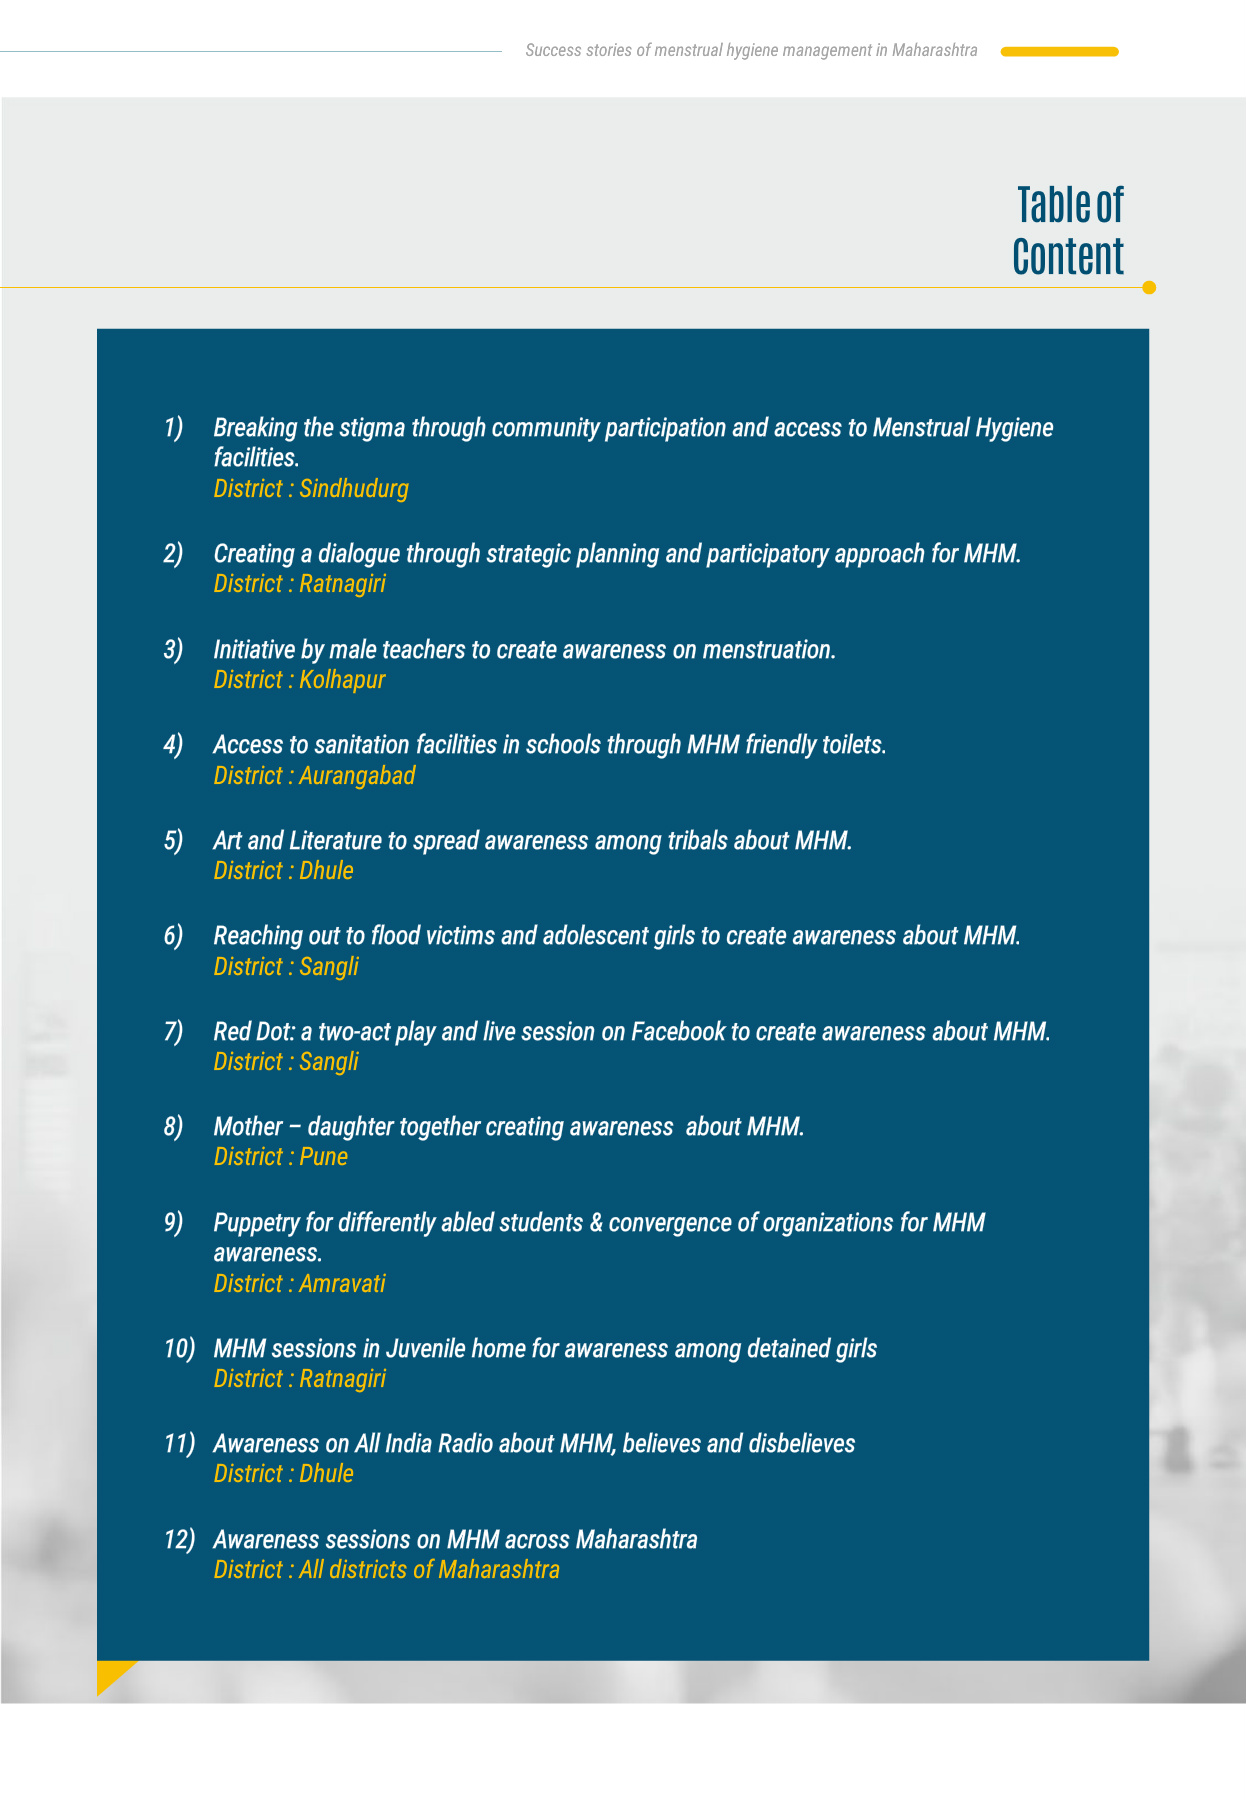 Success stories of menstrual hygiene management in Maharashtra
Table of
Content
1) Breaking the stigma through community participation and access to Menstrual Hygiene
facilities.
District : Sindhudurg
2) Creating a dialogue through strategic planning and participatory approach for MHM.
District : Ratnagiri
3) Initiative by male teachers to create awareness on menstruation.
District : Kolhapur
4) Access to sanitation facilities in schools through MHM friendly toilets.
District : Aurangabad
5) Art and Literature to spread awareness among tribals about MHM.
District : Dhule
6) Reaching out to flood victims and adolescent girls to create awareness about MHM.
District : Sangli
7) Red Dot: a two-act play and live session on Facebook to create awareness about MHM.
District : Sangli
8) Mother – daughter together creating awareness  about MHM.
District : Pune
9) Puppetry for differently abled students & convergence of organizations for MHM
awareness.
District : Amravati
10) MHM sessions in Juvenile home for awareness among detained girls
District : Ratnagiri
11) Awareness on All India Radio about MHM, believes and disbelieves
District : Dhule
12) Awareness sessions on MHM across Maharashtra
District : All districts of Maharashtra